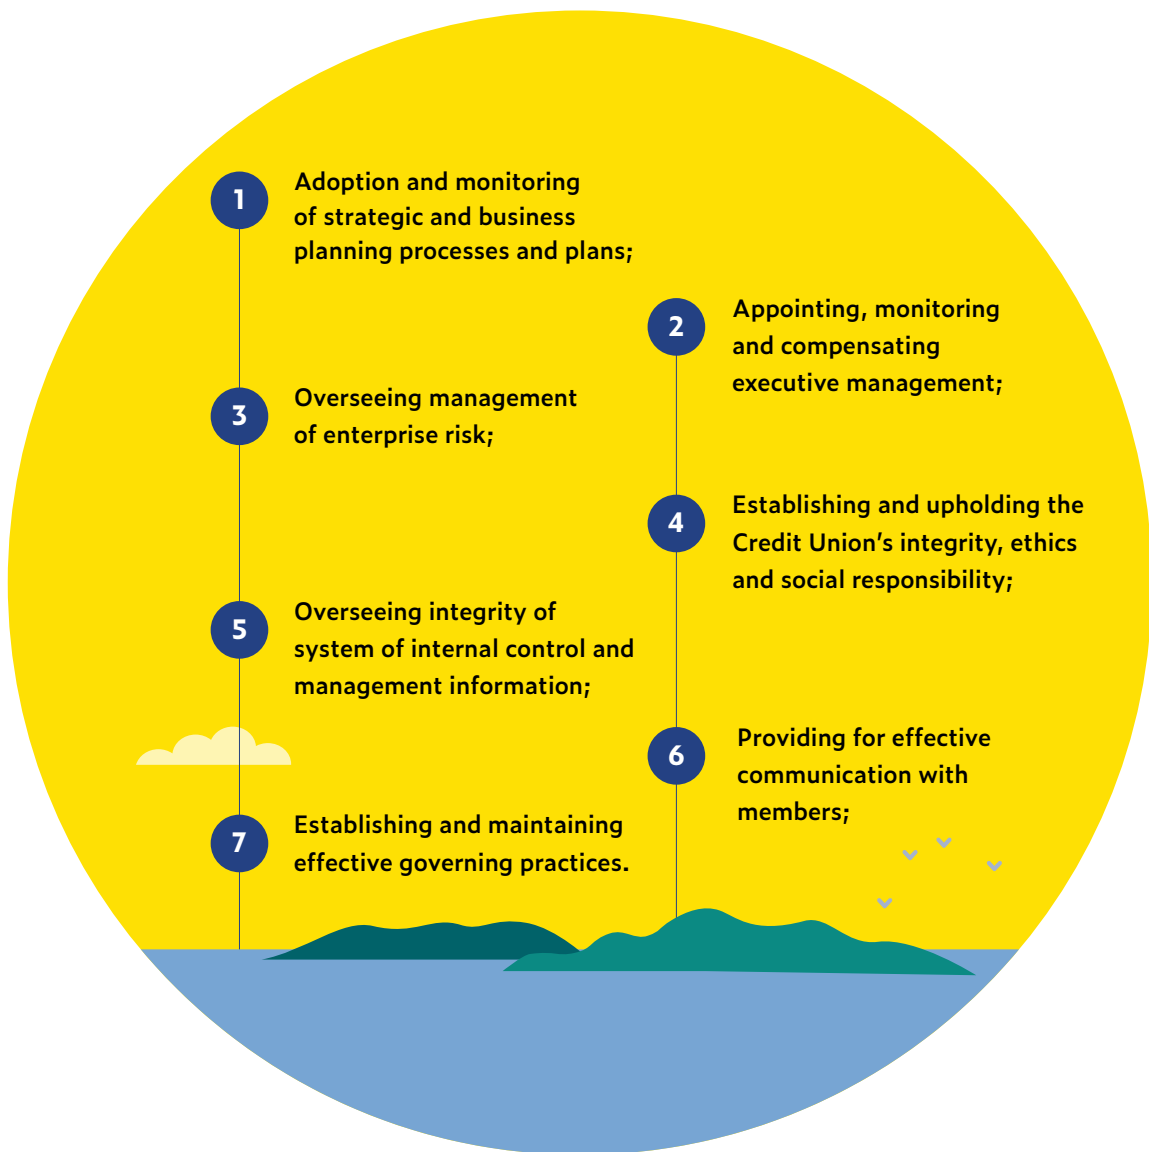 1
Adoption and monitoring
of strategic and business
planning processes and plans;
2
Appointing, monitoring
and compensating
executive management;
3
Overseeing management
of enterprise risk;
4
Establishing and upholding the
Credit Union’s integrity, ethics
and social responsibility;
5
Overseeing integrity of
system of internal control and
management information;
6
Providing for effective
communication with
members;
7
Establishing and maintaining
effective governing practices.